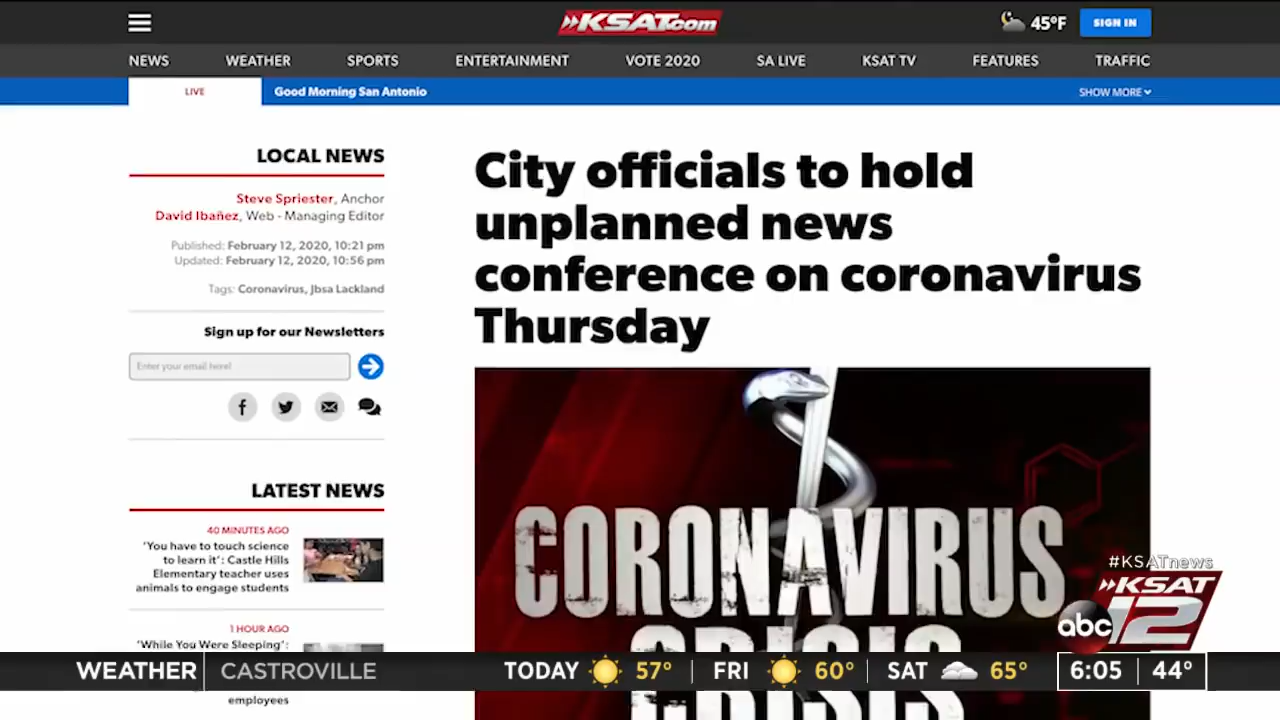 KSAT.com
45°F
SIGN IN
NEWS
WEATHER
SPORTS
ENTERTAINMENT
VOTE 2020
SA LIVE
KSAT TV
FEATURES
TRAFFIC
LIVE
Good Morning San Antonio
SHOW MORE
LOCAL NEWS
Steve Spriester, Anchor
David Ibañez, Web - Managing Editor
Published: February 12, 2020, 10:21 pm
Updated: February 12, 2020, 10:56 pm
Tags: Coronavirus, Jbsa Lackland
Sign up for our Newsletters
Enter your email here!
LATEST NEWS
40 MINUTES AGO
'You have to touch science
to learn it': Castle Hills
Elementary teacher uses
animals to engage students
1 HOUR AGO
'While You Were Sleeping':
employees
City officials to hold
unplanned news
conference on coronavirus
Thursday
CORONAVIRUS
CRISIS
#KSATnews
KSAT
abc 12
WEATHER CASTROVILLE TODAY 57° FRI 60° SAT 65° 6:05 44°